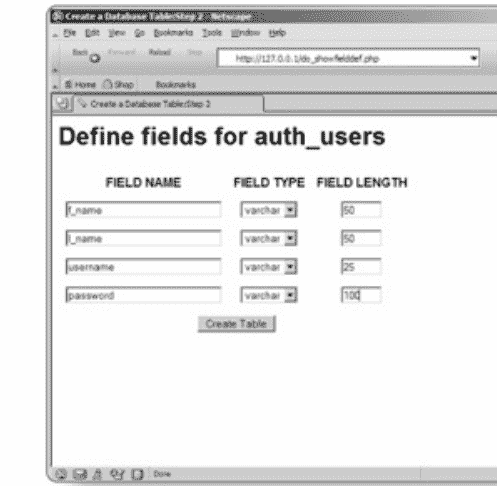 Create a Database Table:Step 2 - Netscape
File Edit View Go Bookmarks Tools Window Help
Back Forward Reload Stop http://127.0.0.1/do_showfielddef.php
Home Shop Bookmarks
Create a Database Table:Step 2
Define fields for auth_users
FIELD NAME FIELD TYPE FIELD LENGTH
f_name varchar 50
l_name varchar 50
username varchar 25
password varchar 100
Create Table
Done